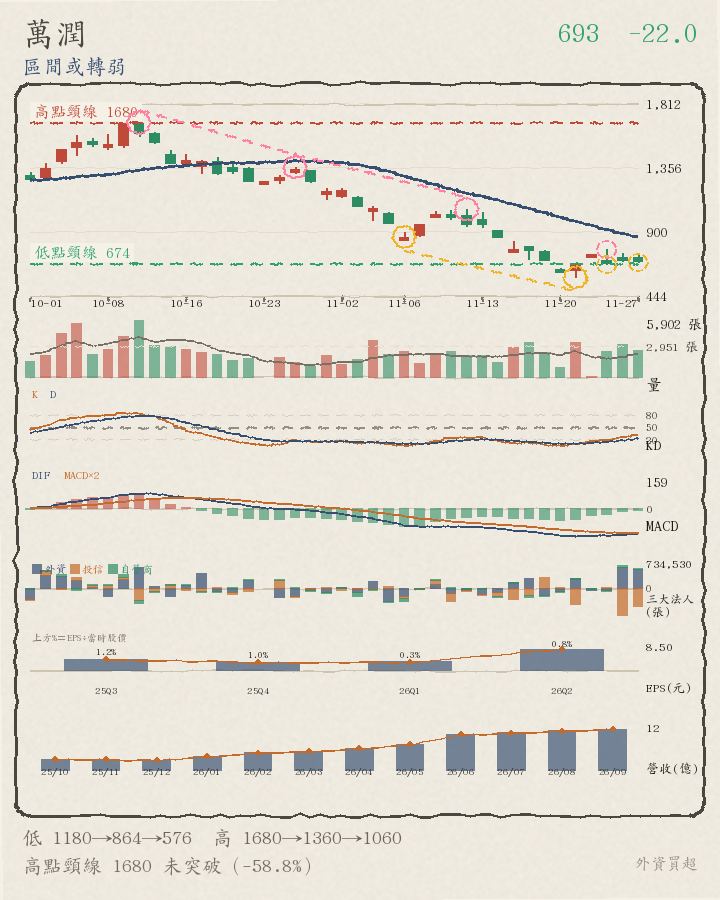 萬潤
693 -22.0
區間或轉弱
高點頸線 1680
1,812
1,356
900
低點頸線 674
444
10-01 10-08 10-16 10-23 11-02 11-06 11-13 11-20 11-27
5,902 張
2,951 張
量
K D
80
50
20
KD
DIF MACD×2
159
0
MACD
外資 投信 自營商
734,530
0
三大法人
(張)
上方%=EPS÷當時股價
8.50
1.2% 1.0% 0.3% 0.8%
25Q3 25Q4 26Q1 26Q2
EPS(元)
12
25/10 25/11 25/12 26/01 26/02 26/03 26/04 26/05 26/06 26/07 26/08 26/09
營收(億)
低 1180→864→576 高 1680→1360→1060
高點頸線 1680 未突破 (-58.8%)
外資買超